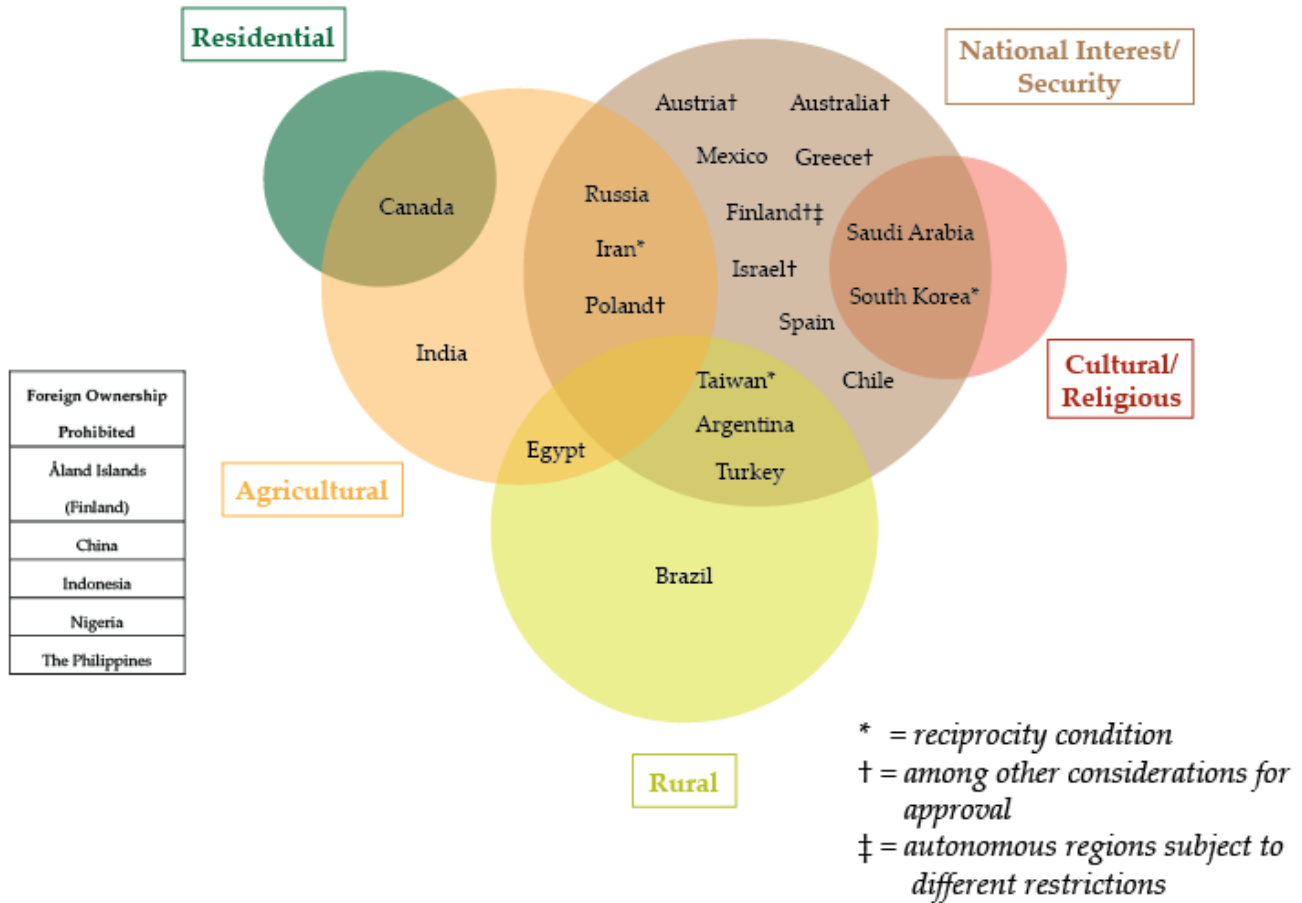 Residential
National Interest/
Security
Austria†
Australia†
Mexico
Greece†
Russia
Canada
Finland†‡
Saudi Arabia
Iran*
Israel†
South Korea*
Poland†
Spain
India
Cultural/
Religious
Taiwan*
Chile
Argentina
Egypt
Turkey
Agricultural
Foreign Ownership
Prohibited
Åland Islands
(Finland)
China
Indonesia
Nigeria
The Philippines
Brazil
Rural
* = reciprocity condition
† = among other considerations for
approval
‡ = autonomous regions subject to
different restrictions